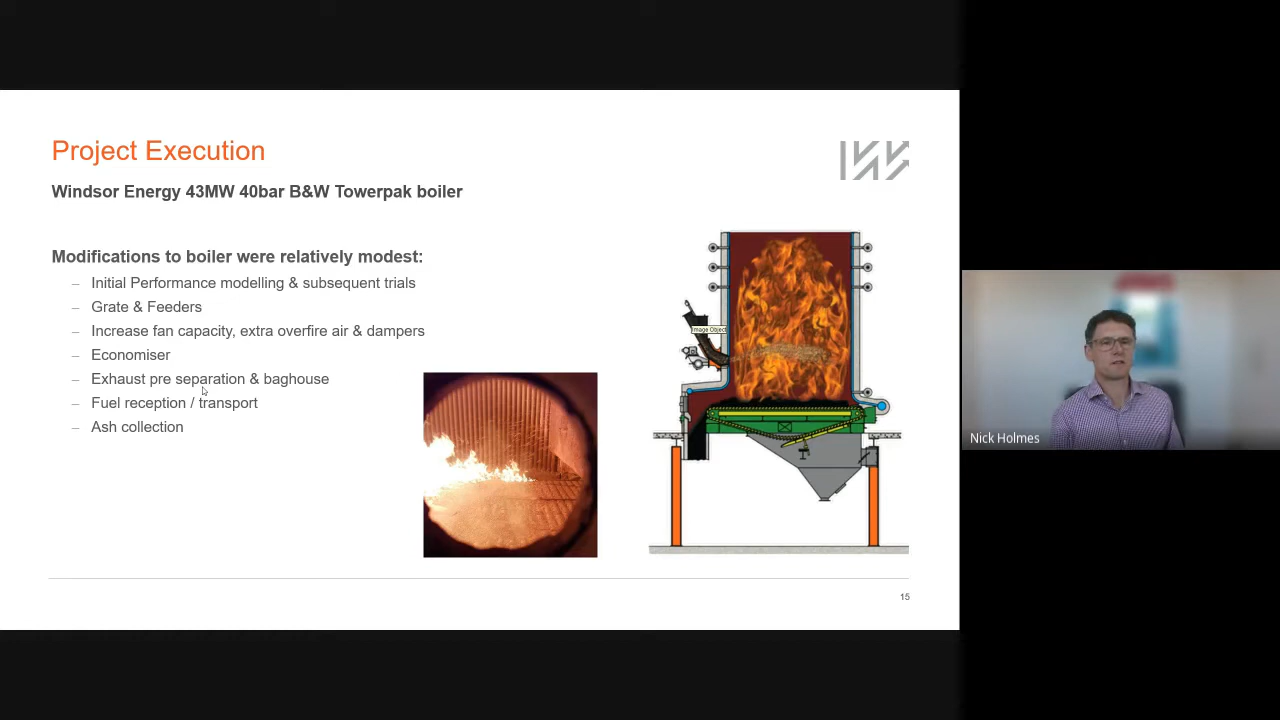 Project Execution
Windsor Energy 43MW 40bar B&W Towerpak boiler
Modifications to boiler were relatively modest:
– Initial Performance modelling & subsequent trials
– Grate & Feeders
– Increase fan capacity, extra overfire air & dampers
– Economiser
– Exhaust pre separation & baghouse
– Fuel reception / transport
– Ash collection
Image Object
15
Nick Holmes